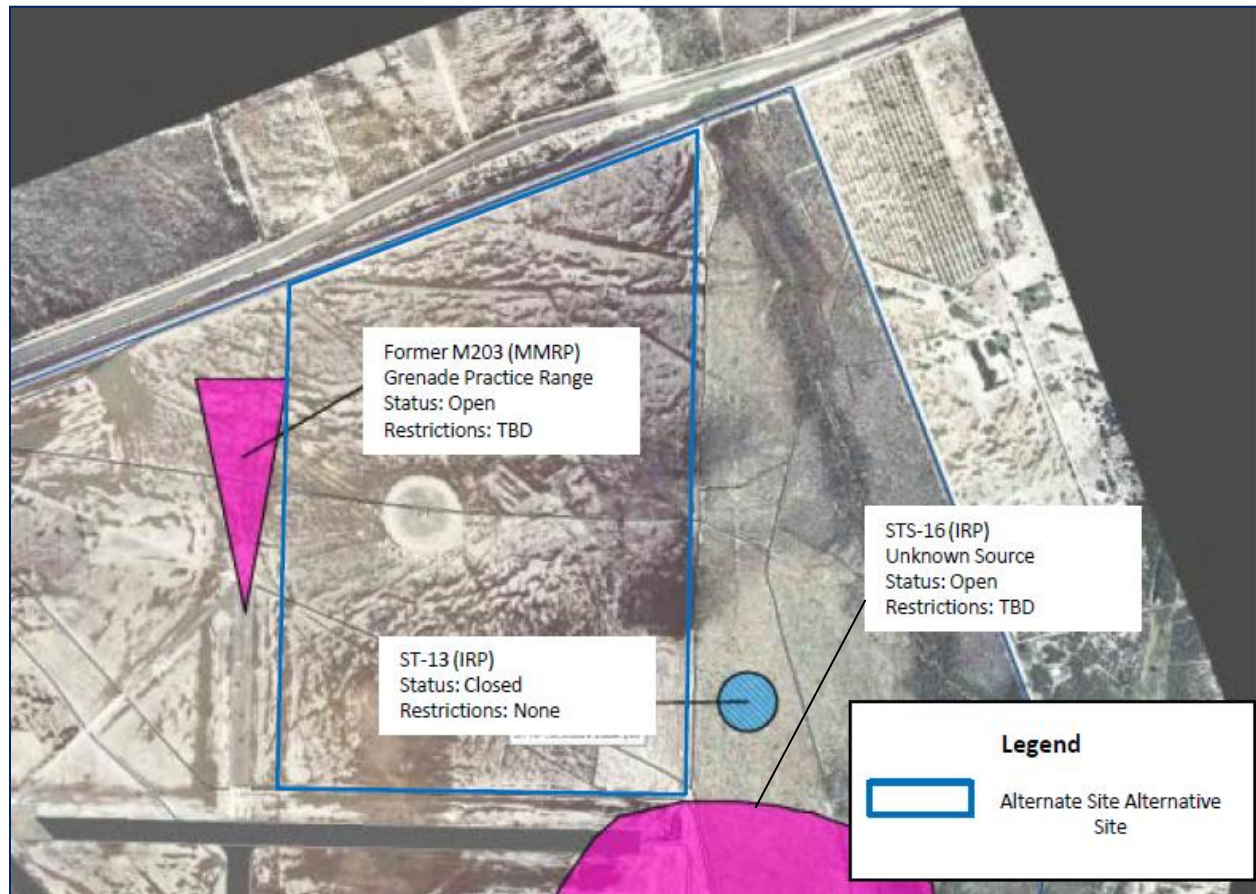 Former M203 (MMRP)
Grenade Practice Range
Status: Open
Restrictions: TBD
STS-16 (IRP)
Unknown Source
Status: Open
Restrictions: TBD
ST-13 (IRP)
Status: Closed
Restrictions: None
Legend
Alternate Site Alternative
Site